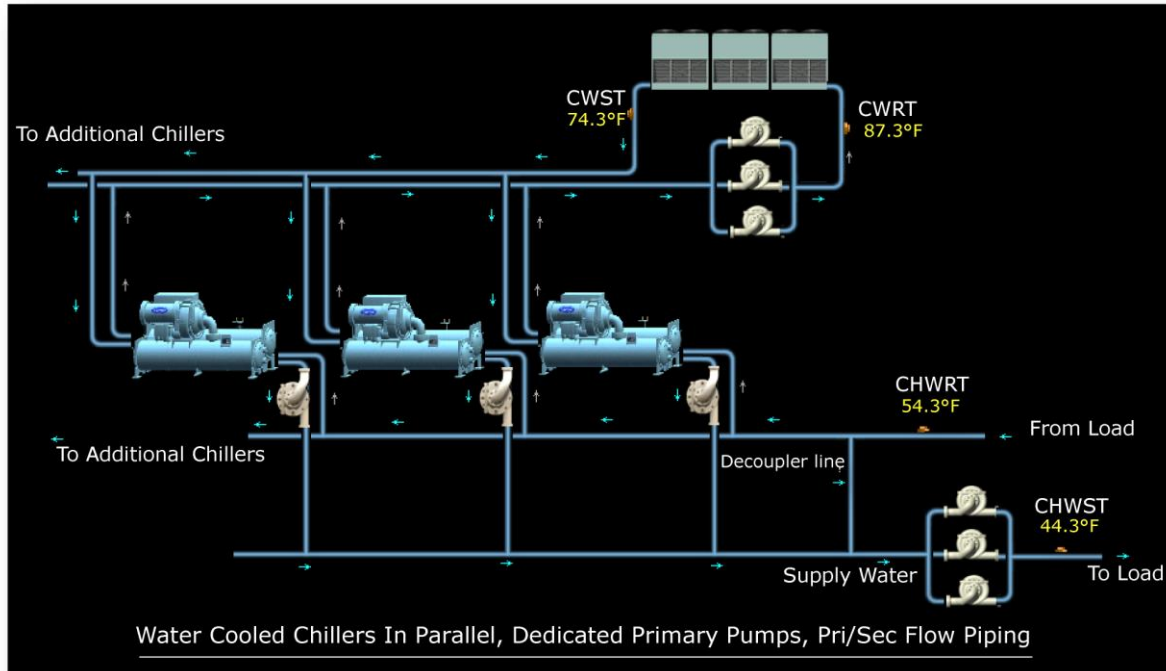 CWST
74.3°F
CWRT
87.3°F
To Additional Chillers
CHWRT
54.3°F
From Load
To Additional Chillers
Decoupler line
CHWST
44.3°F
Supply Water
To Load
Water Cooled Chillers In Parallel, Dedicated Primary Pumps, Pri/Sec Flow Piping